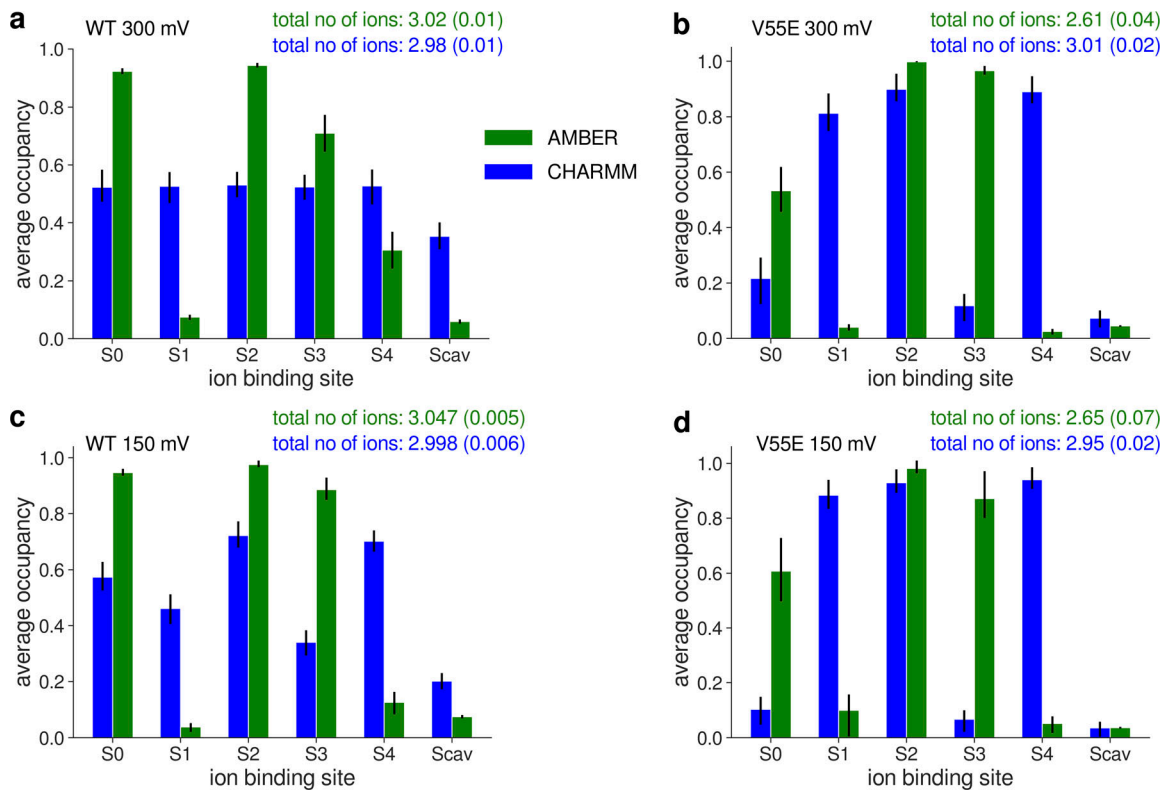 a
WT 300 mV
total no of ions: 3.02 (0.01)
total no of ions: 2.98 (0.01)
average occupancy
1.0
0.8
0.6
0.4
0.2
0.0
S0 S1 S2 S3 S4 Scav
ion binding site
AMBER
CHARMM
b
V55E 300 mV
total no of ions: 2.61 (0.04)
total no of ions: 3.01 (0.02)
average occupancy
1.0
0.8
0.6
0.4
0.2
0.0
S0 S1 S2 S3 S4 Scav
ion binding site
c
WT 150 mV
total no of ions: 3.047 (0.005)
total no of ions: 2.998 (0.006)
average occupancy
1.0
0.8
0.6
0.4
0.2
0.0
S0 S1 S2 S3 S4 Scav
ion binding site
d
V55E 150 mV
total no of ions: 2.65 (0.07)
total no of ions: 2.95 (0.02)
average occupancy
1.0
0.8
0.6
0.4
0.2
0.0
S0 S1 S2 S3 S4 Scav
ion binding site